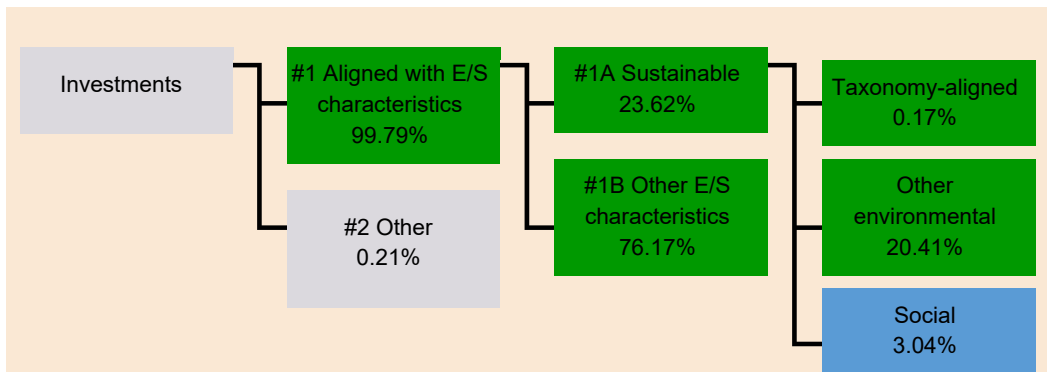 Investments
#1 Aligned with E/S
characteristics
99.79%
#2 Other
0.21%
#1A Sustainable
23.62%
#1B Other E/S
characteristics
76.17%
Taxonomy-aligned
0.17%
Other
environmental
20.41%
Social
3.04%